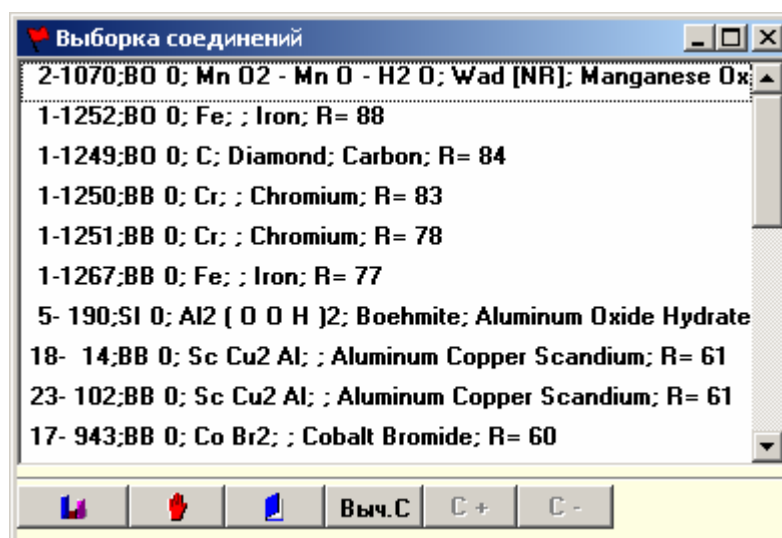 Выборка соединений
2-1070;BO 0; Mn O2 - Mn O - H2 O; Wad [NR]; Manganese Ox
1-1252;BO 0; Fe; ; Iron; R= 88
1-1249;BO 0; C; Diamond; Carbon; R= 84
1-1250;BB 0; Cr; ; Chromium; R= 83
1-1251;BB 0; Cr; ; Chromium; R= 78
1-1267;BB 0; Fe; ; Iron; R= 77
5- 190;SI 0; Al2 ( O O H )2; Boehmite; Aluminum Oxide Hydrate
18- 14;BB 0; Sc Cu2 Al; ; Aluminum Copper Scandium; R= 61
23- 102;BB 0; Sc Cu2 Al; ; Aluminum Copper Scandium; R= 61
17- 943;BB 0; Co Br2; ; Cobalt Bromide; R= 60
Выч.С C + C -